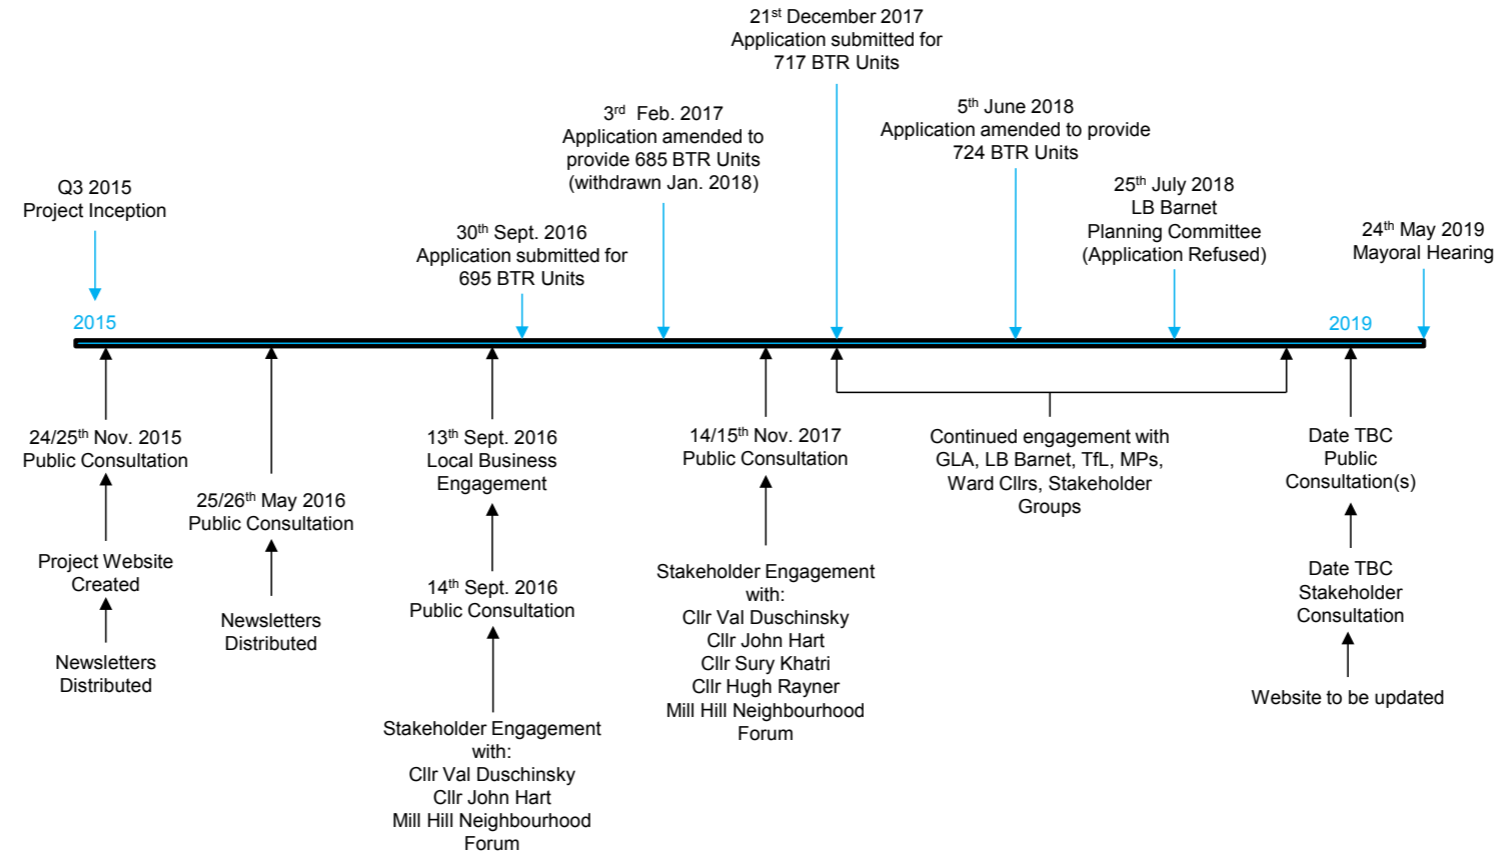 21st December 2017
Application submitted for
717 BTR Units
3rd Feb. 2017
Application amended to
provide 685 BTR Units
(withdrawn Jan. 2018)
5th June 2018
Application amended to provide
724 BTR Units
Q3 2015
Project Inception
25th July 2018
LB Barnet
Planning Committee
(Application Refused)
30th Sept. 2016
Application submitted for
695 BTR Units
24th May 2019
Mayoral Hearing
2015
2019
24/25th Nov. 2015
Public Consultation
Project Website
Created
Newsletters
Distributed
25/26th May 2016
Public Consultation
Newsletters
Distributed
13th Sept. 2016
Local Business
Engagement
14th Sept. 2016
Public Consultation
Stakeholder Engagement
with:
Cllr Val Duschinsky
Cllr John Hart
Mill Hill Neighbourhood
Forum
14/15th Nov. 2017
Public Consultation
Stakeholder Engagement
with:
Cllr Val Duschinsky
Cllr John Hart
Cllr Sury Khatri
Cllr Hugh Rayner
Mill Hill Neighbourhood
Forum
Continued engagement with
GLA, LB Barnet, TfL, MPs,
Ward Cllrs, Stakeholder
Groups
Date TBC
Public
Consultation(s)
Date TBC
Stakeholder
Consultation
Website to be updated